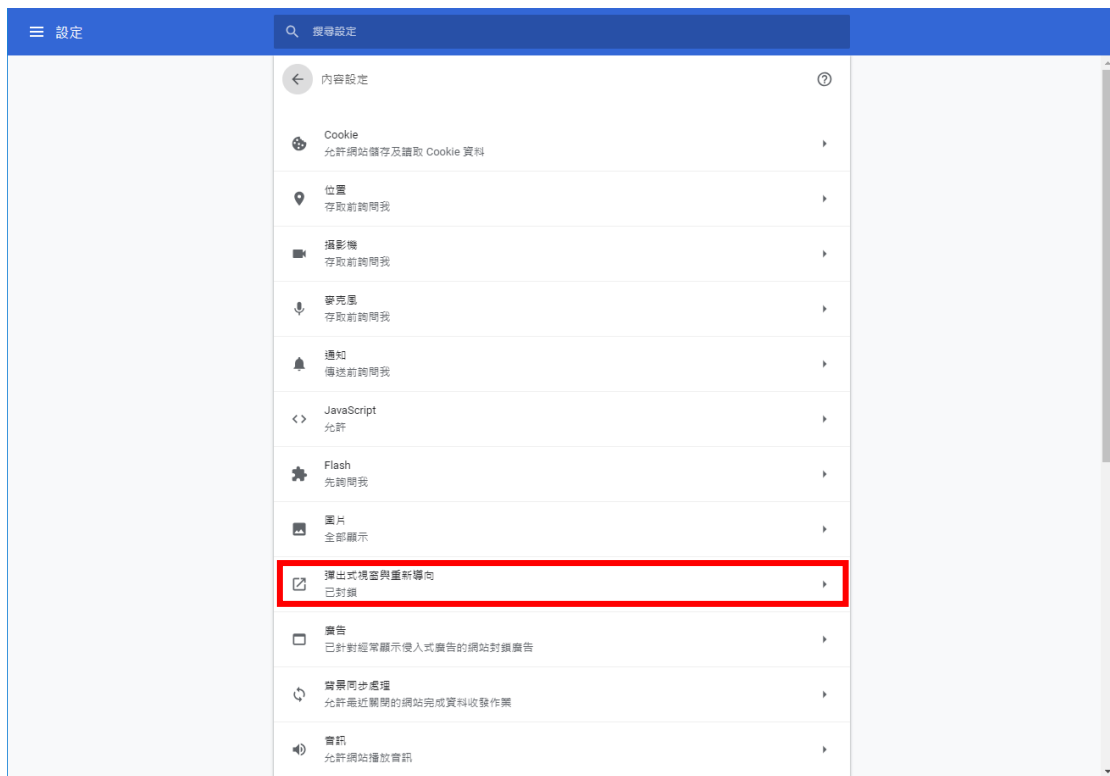 設定
搜尋設定
內容設定
Cookie
允許網站儲存及讀取 Cookie 資料
位置
存取前詢問我
攝影機
存取前詢問我
麥克風
存取前詢問我
通知
傳送前詢問我
JavaScript
允許
Flash
先詢問我
圖片
全部顯示
彈出式視窗與重新導向
已封鎖
廣告
已針對經常顯示侵入式廣告的網站封鎖廣告
背景同步處理
允許最近關閉的網站完成資料收發作業
音訊
允許網站播放音訊